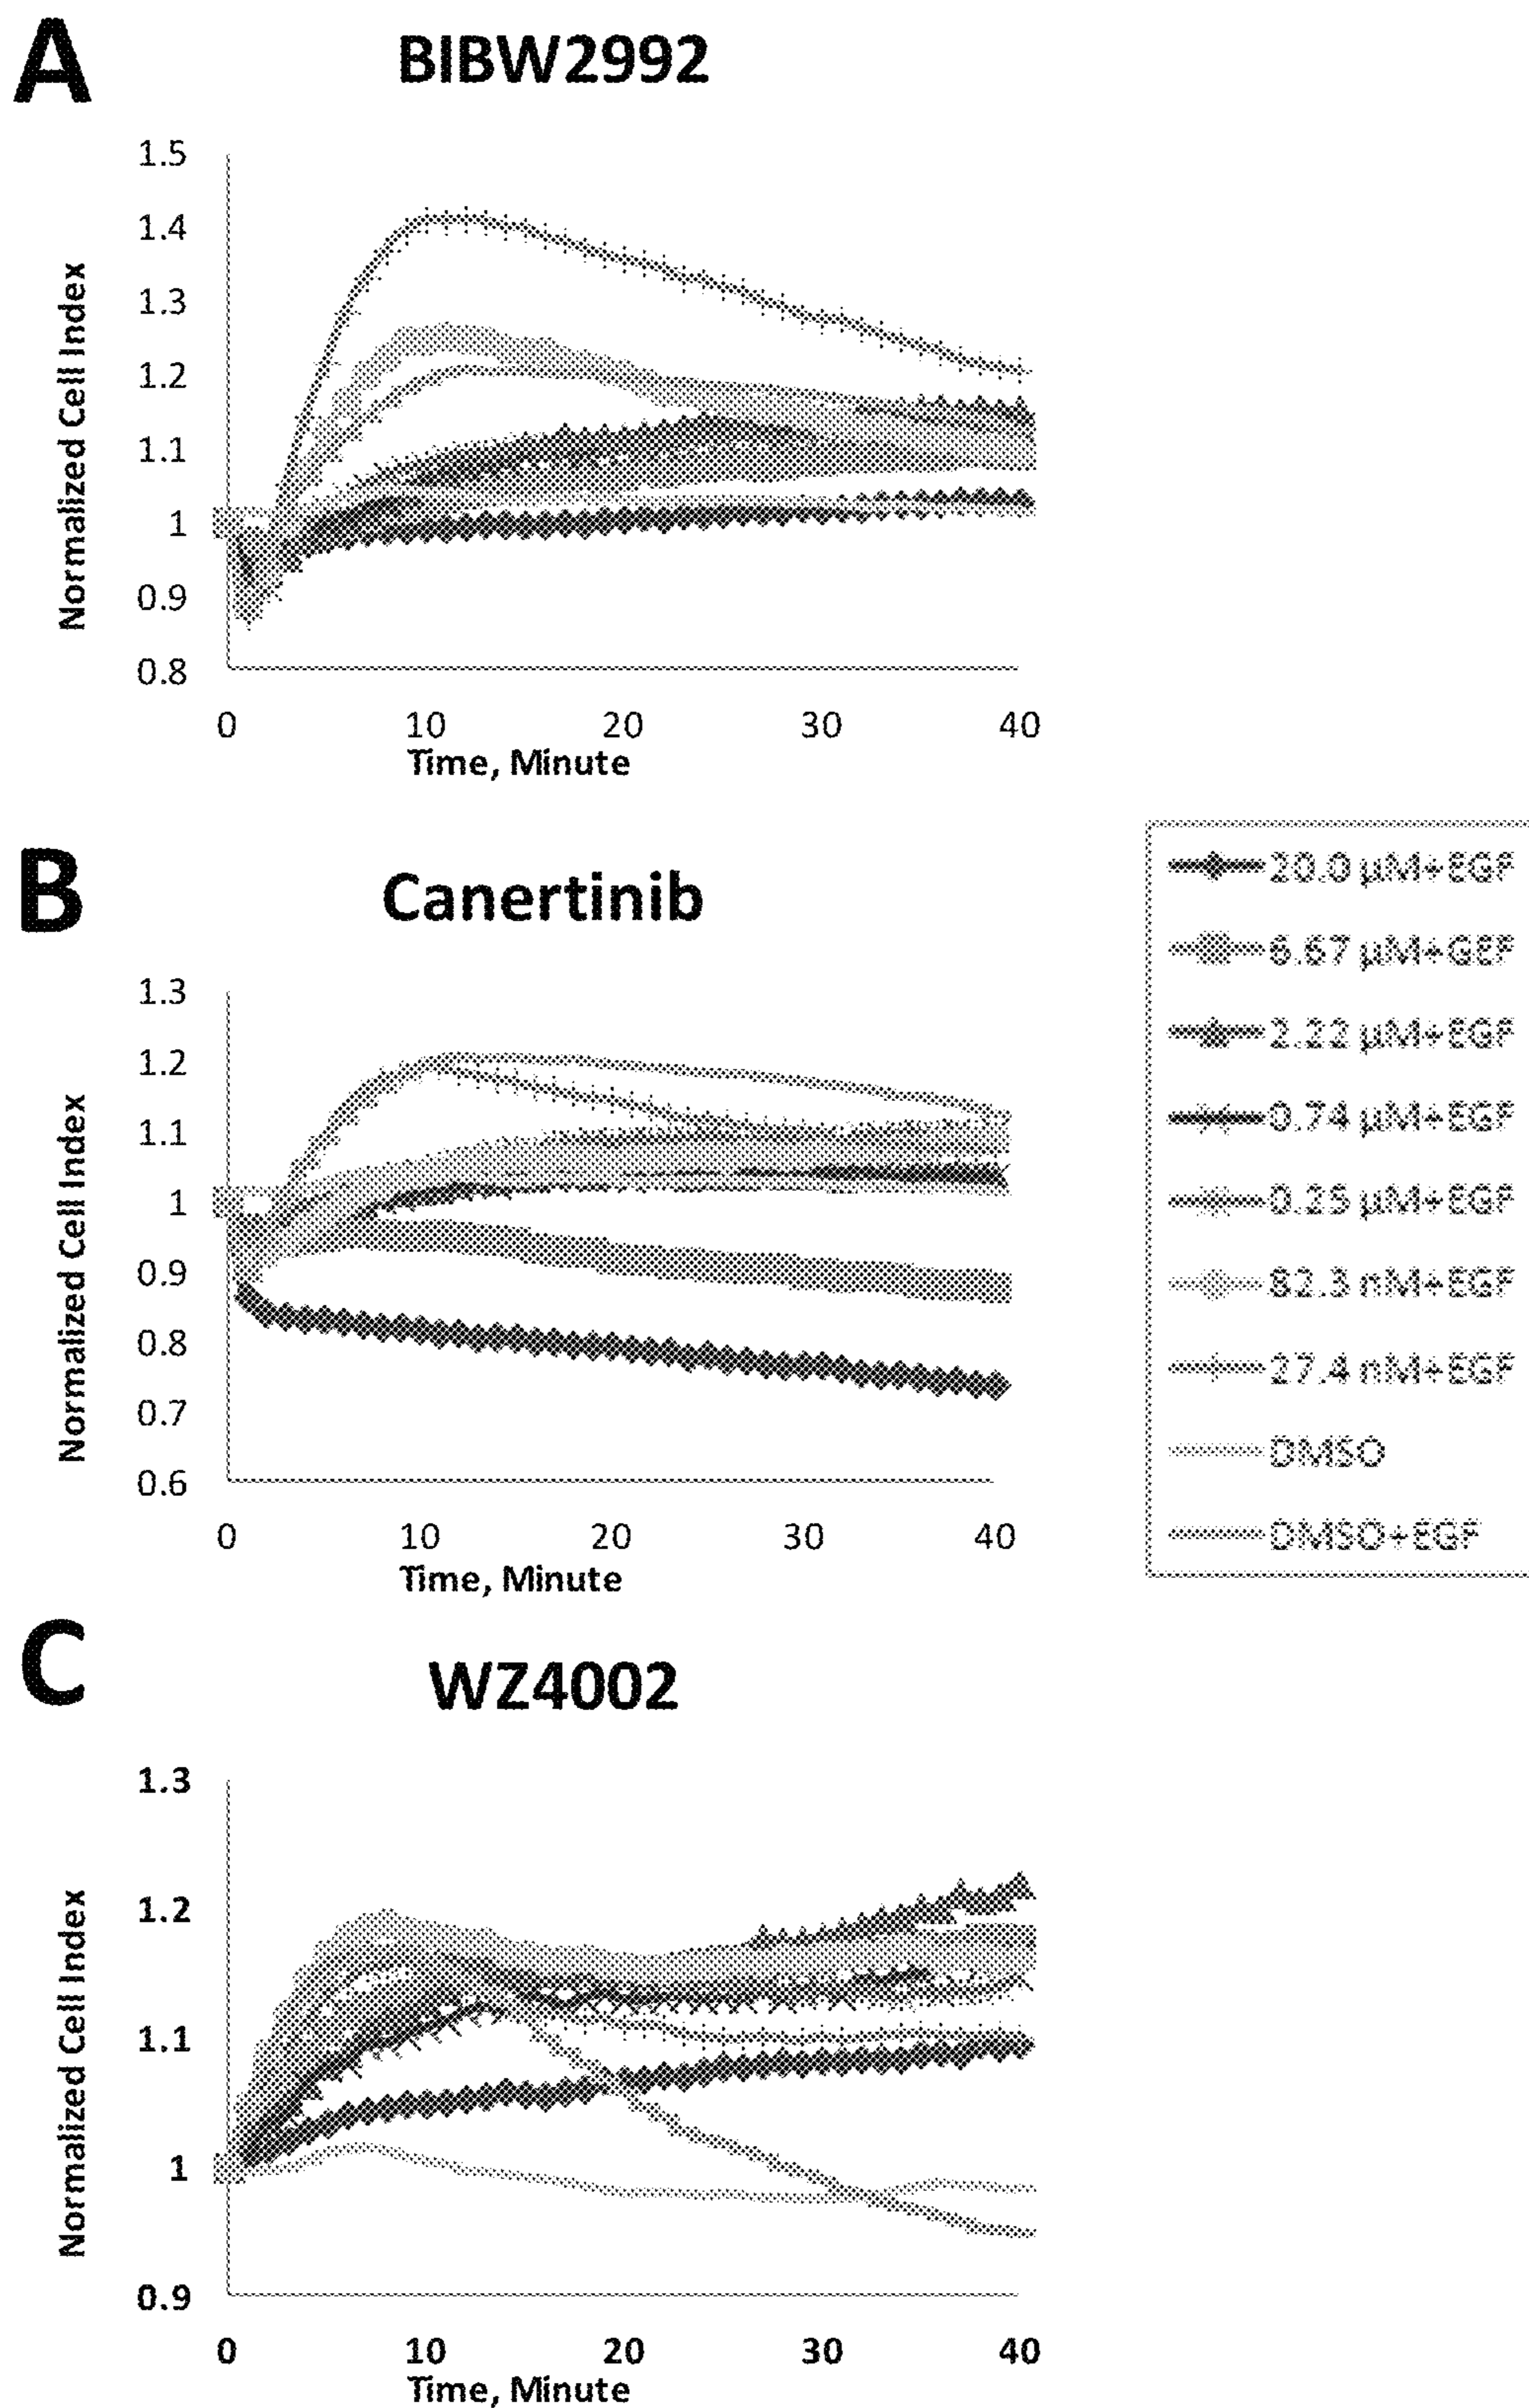 A
BIBW2992
Normalized Cell Index
1.5
1.4
1.3
1.2
1.1
1
0.9
0.8
0 10 20 30 40
Time, Minute
B
Canertinib
Normalized Cell Index
1.3
1.2
1.1
1
0.9
0.8
0.7
0.6
0 10 20 30 40
Time, Minute
20.0 µM+EGF
6.67 µM+GEF
2.22 µM+EGF
0.74 µM+EGF
0.25 µM+EGF
82.3 nM+EGF
27.4 nM+EGF
DMSO
DMSO+EGF
C
WZ4002
Normalized Cell Index
1.3
1.2
1.1
1
0.9
0 10 20 30 40
Time, Minute